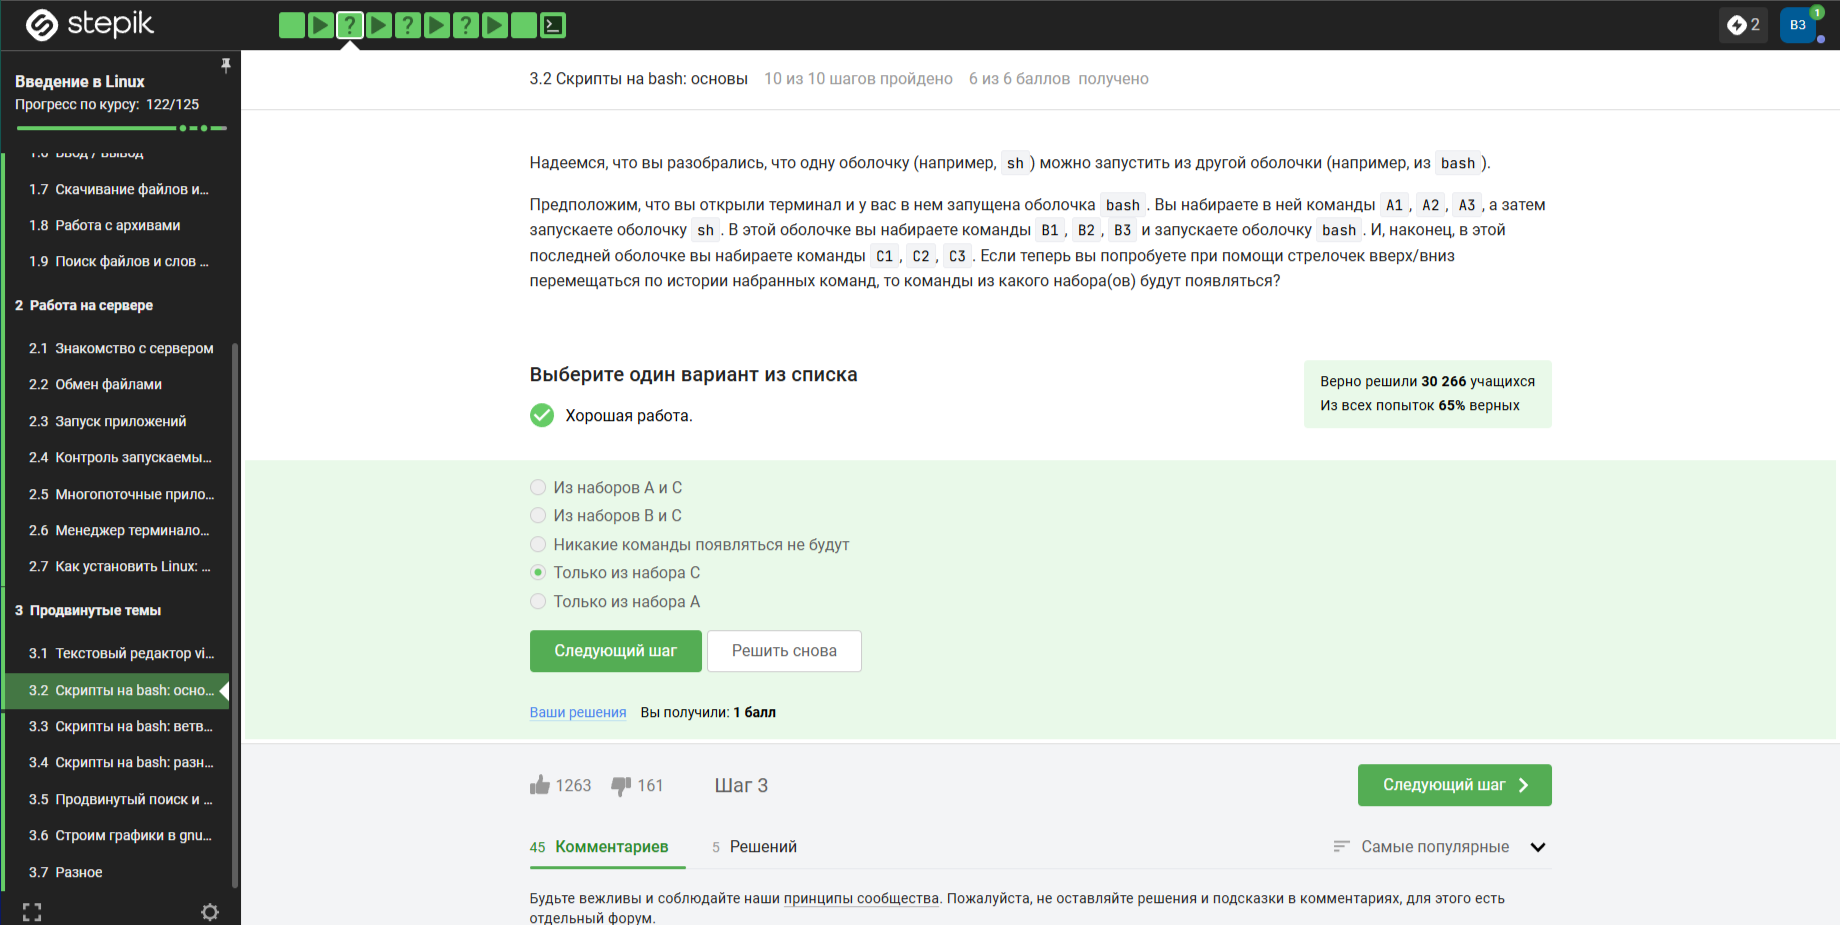 stepik
2
ВЗ
1
Введение в Linux
Прогресс по курсу: 122/125
1.6 Ввод / вывод
1.7 Скачивание файлов и...
1.8 Работа с архивами
1.9 Поиск файлов и слов ...
2 Работа на сервере
2.1 Знакомство с сервером
2.2 Обмен файлами
2.3 Запуск приложений
2.4 Контроль запускаемы...
2.5 Многопоточные прило...
2.6 Менеджер терминало...
2.7 Как установить Linux: ...
3 Продвинутые темы
3.1 Текстовый редактор vi...
3.2 Скрипты на bash: осно...
3.3 Скрипты на bash: ветв...
3.4 Скрипты на bash: разн...
3.5 Продвинутый поиск и ...
3.6 Строим графики в gnu...
3.7 Разное
3.2 Скрипты на bash: основы 10 из 10 шагов пройдено 6 из 6 баллов получено
Надеемся, что вы разобрались, что одну оболочку (например, sh ) можно запустить из другой оболочки (например, из bash ).
Предположим, что вы открыли терминал и у вас в нем запущена оболочка bash . Вы набираете в ней команды A1 , A2 , A3 , а затем
запускаете оболочку sh . В этой оболочке вы набираете команды B1 , B2 , B3 и запускаете оболочку bash . И, наконец, в этой
последней оболочке вы набираете команды C1 , C2 , C3 . Если теперь вы попробуете при помощи стрелочек вверх/вниз
перемещаться по истории набранных команд, то команды из какого набора(ов) будут появляться?
Выберите один вариант из списка
Хорошая работа.
Верно решили 30 266 учащихся
Из всех попыток 65% верных
Из наборов A и C
Из наборов B и C
Никакие команды появляться не будут
Только из набора C
Только из набора A
Следующий шаг
Решить снова
Ваши решения Вы получили: 1 балл
1263 161 Шаг 3
Следующий шаг
45 Комментариев 5 Решений
Самые популярные
Будьте вежливы и соблюдайте наши принципы сообщества. Пожалуйста, не оставляйте решения и подсказки в комментариях, для этого есть
отдельный форум.